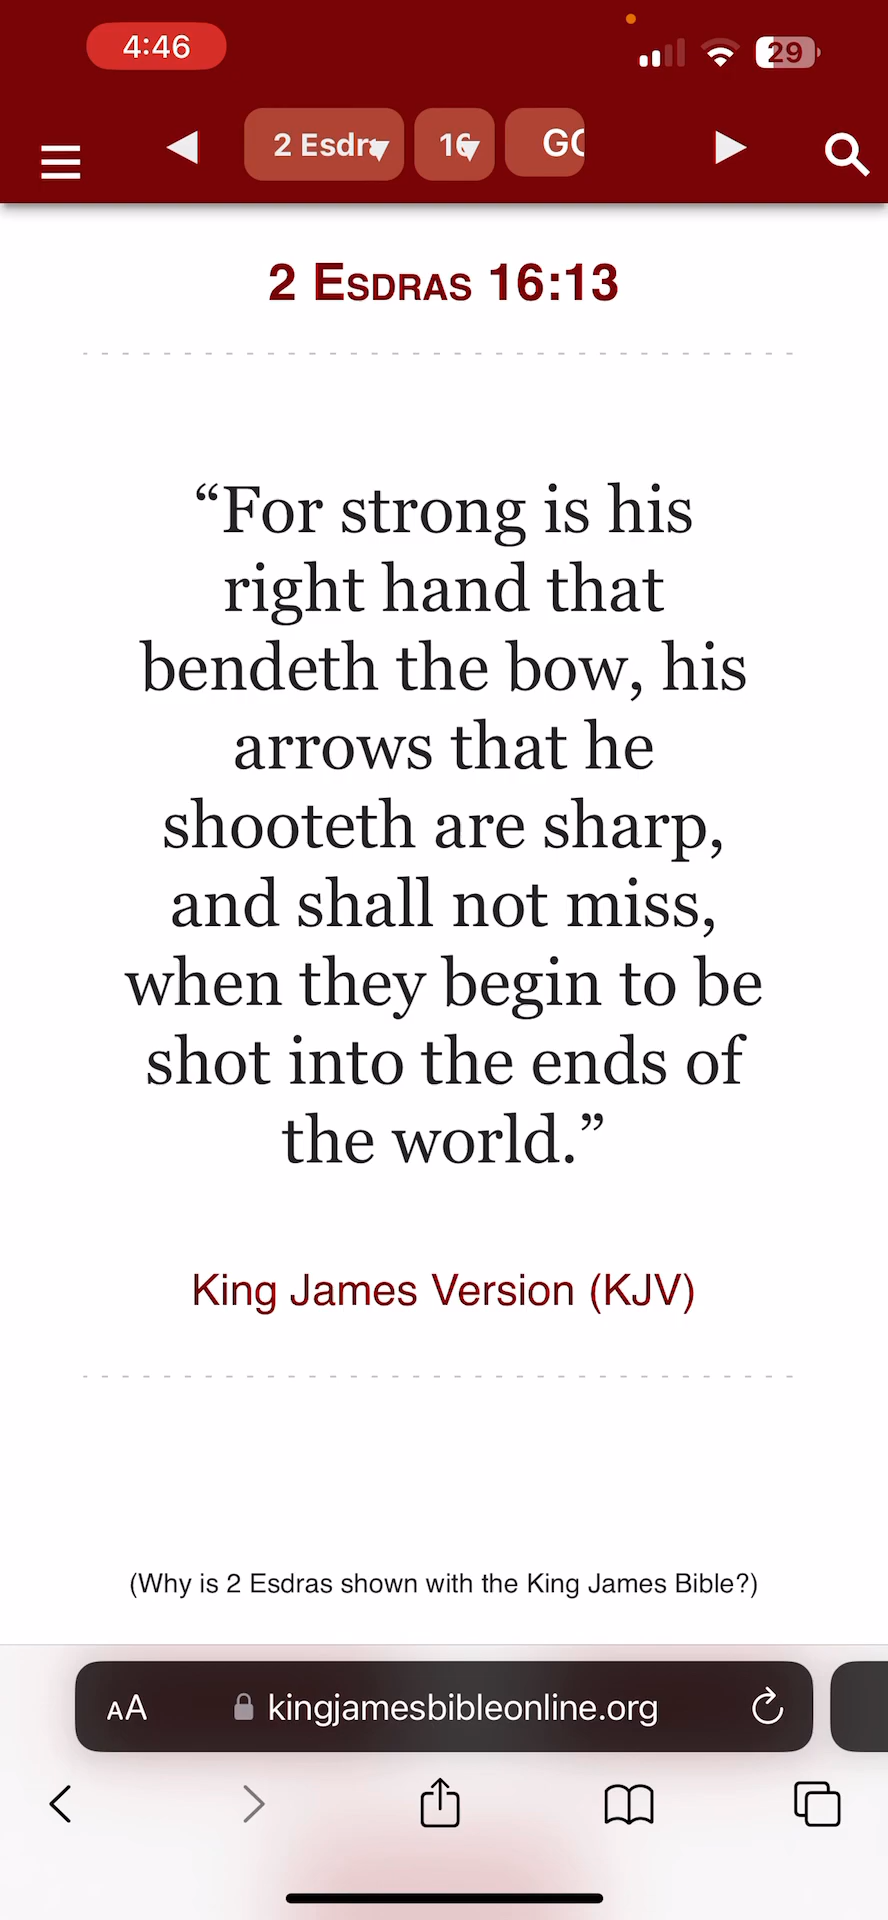 4:46
29
2 Esdra
16
GO
2 Esdras 16:13
“For strong is his
right hand that
bendeth the bow, his
arrows that he
shooteth are sharp,
and shall not miss,
when they begin to be
shot into the ends of
the world.”
King James Version (KJV)
(Why is 2 Esdras shown with the King James Bible?)
AA
kingjamesbibleonline.org